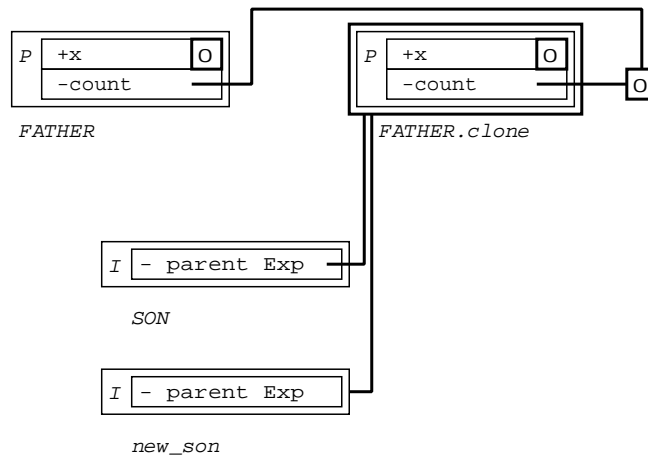 P +x O
-count
FATHER
P +x O
-count
O
FATHER.clone
I - parent Exp
SON
I - parent Exp
new_son